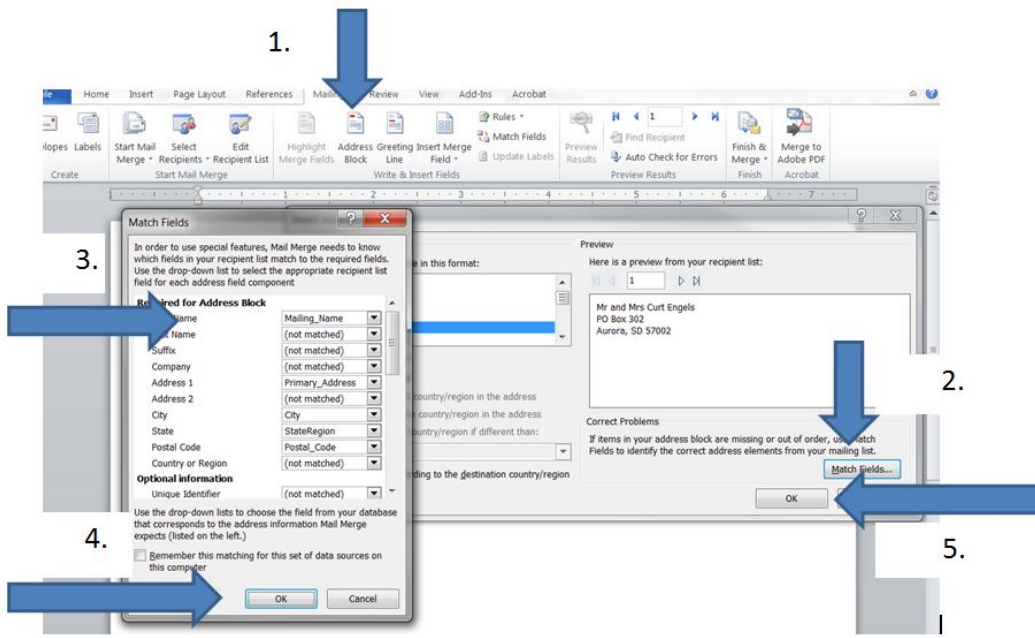 1.
Home Insert Page Layout References Review View Add-Ins Acrobat
Labels
Start Mail Merge
Select Recipients
Edit Recipient List
Highlight Merge Fields
Address Block
Greeting Line
Insert Merge Field
Rules
Match Fields
Update Labels
Preview Results
1
Find Recipient
Auto Check for Errors
Finish & Merge
Merge to Adobe PDF
Create Start Mail Merge Write & Insert Fields Preview Results Finish Acrobat
1 2 3 4 5 6 7
3.
Match Fields
In order to use special features, Mail Merge needs to know
which fields in your recipient list match to the required fields.
Use the drop-down list to select the appropriate recipient list
field for each address field component
Required for Address Block
Name Mailing_Name
Name (not matched)
Suffix (not matched)
Company (not matched)
Address 1 Primary_Address
Address 2 (not matched)
City City
State StateRegion
Postal Code Postal_Code
Country or Region (not matched)
Optional information
Unique Identifier (not matched)
Use the drop-down lists to choose the field from your database
that corresponds to the address information Mail Merge
expects (listed on the left.)
4.
Remember this matching for this set of data sources on
this computer
OK Cancel
in this format:
country/region in the address
country/region in the address
country/region if different than:
to the destination country/region
Preview
Here is a preview from your recipient list:
1
Mr and Mrs Curt Engels
PO Box 302
Aurora, SD 57002
2.
Correct Problems
If items in your address block are missing or out of order, use Match
Fields to identify the correct address elements from your mailing list.
Match Fields...
OK
5.